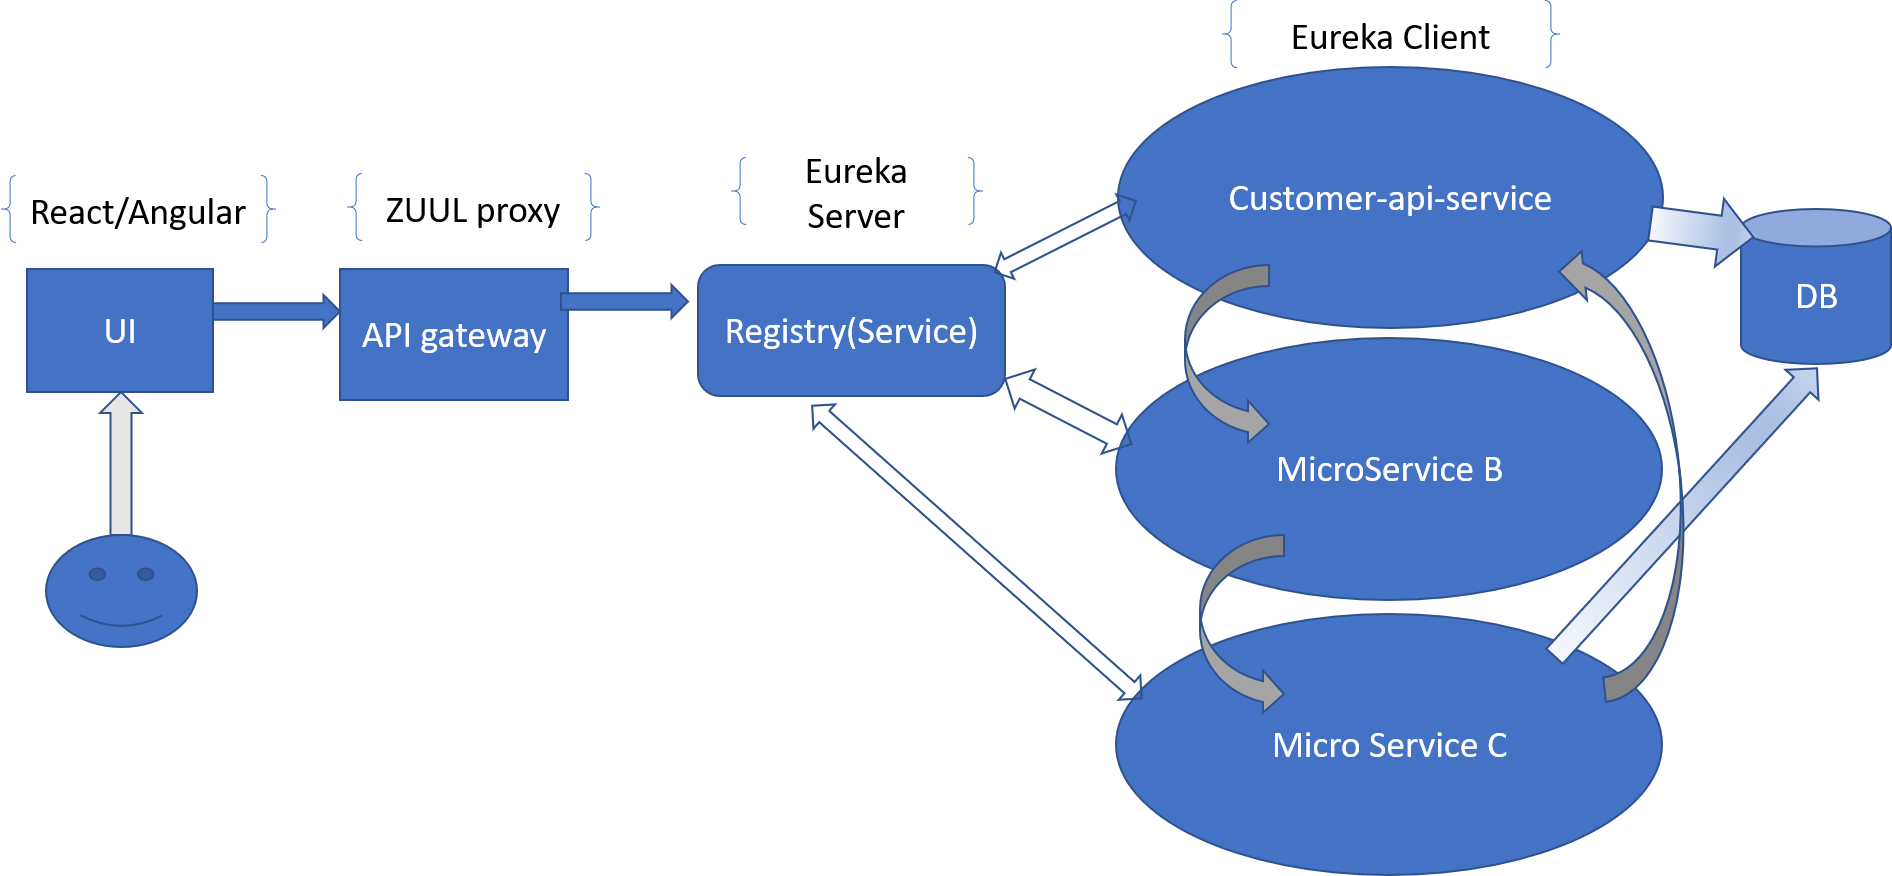 Eureka Client
Eureka
Server
React/Angular
ZUUL proxy
Customer-api-service
UI
API gateway
Registry(Service)
DB
MicroService B
Micro Service C